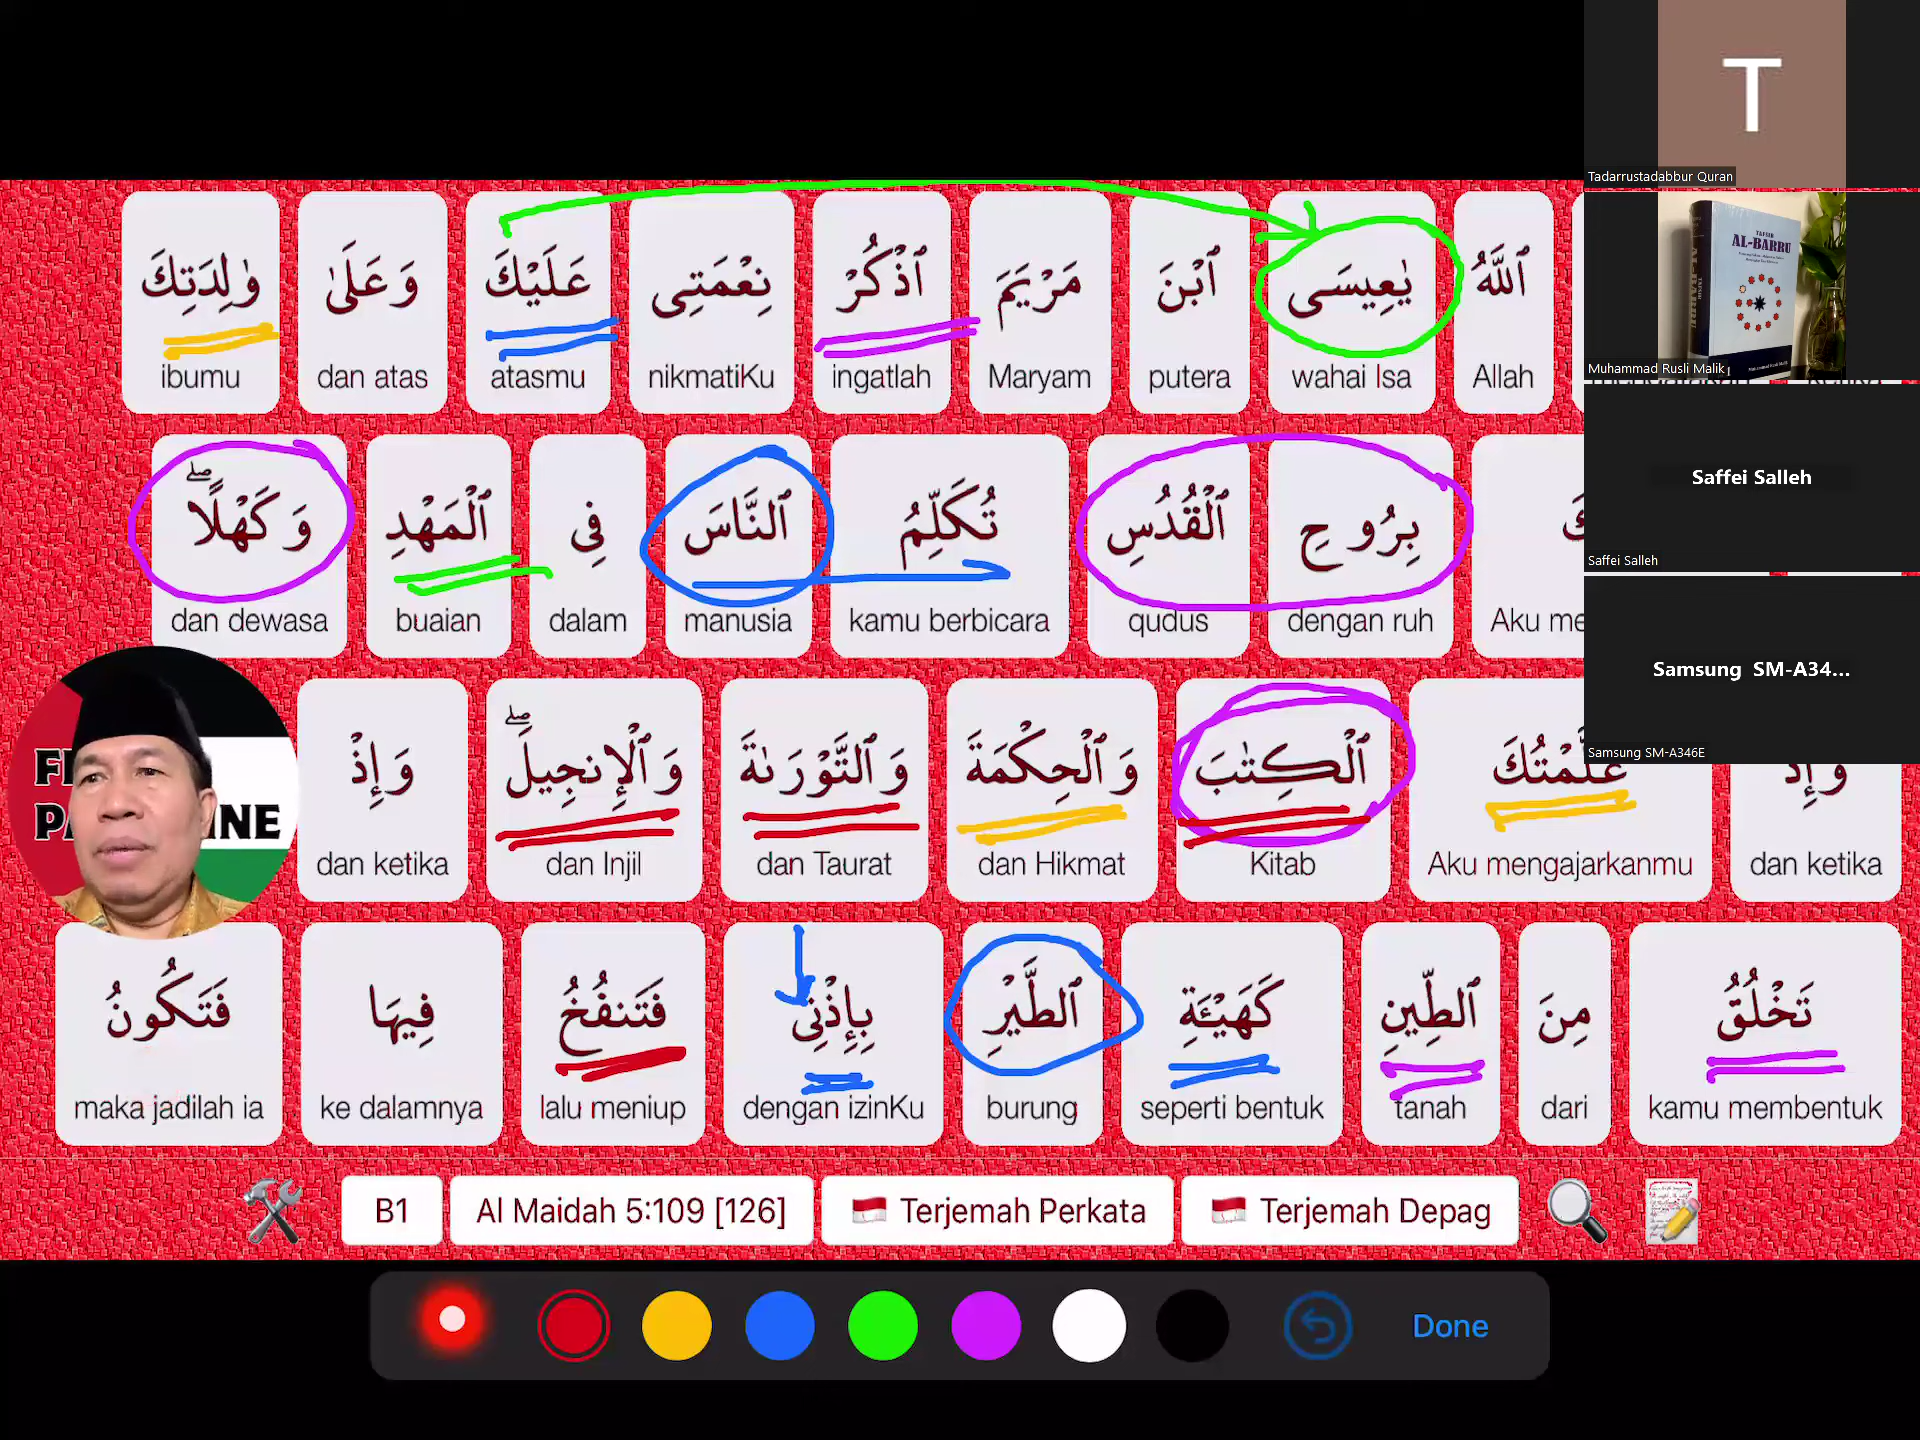 T
Tadarrustadabbur Quran
TAFSIR
AL-BARRU
Muhammad Rusli Malik
Saffei Salleh
Saffei Salleh
Samsung SM-A34...
Samsung SM-A346E
ٱللَّهُ يَٰعِيسَى ٱبْنَ مَرْيَمَ ٱذْكُرْ نِعْمَتِى عَلَيْكَ وَعَلَىٰ وَٰلِدَتِكَ
Allah wahai Isa putera Maryam ingatlah nikmatiKu atasmu dan atas ibumu
بِرُوحِ ٱلْقُدُسِ تُكَلِّمُ ٱلنَّاسَ فِى ٱلْمَهْدِ وَكَهْلًا ۖ
Aku me dengan ruh qudus kamu berbicara manusia dalam buaian dan dewasa
وَإِذْ عَلَّمْتُكَ ٱلْكِتَٰبَ وَٱلْحِكْمَةَ وَٱلتَّوْرَىٰةَ وَٱلْإِنجِيلَ ۖ وَإِذْ
dan ketika Aku mengajarkanmu Kitab dan Hikmat dan Taurat dan Injil dan ketika
تَخْلُقُ مِنَ ٱلطِّينِ كَهَيْـَٔةِ ٱلطَّيْرِ بِإِذْنِى فَتَنفُخُ فِيهَا فَتَكُونُ
kamu membentuk dari tanah seperti bentuk burung dengan izinKu lalu meniup ke dalamnya maka jadilah ia
B1 Al Maidah 5:109 [126] Terjemah Perkata Terjemah Depag
Done